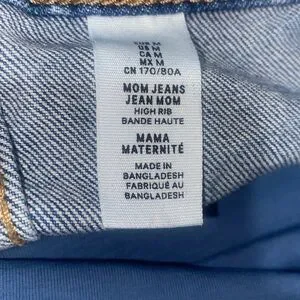 US M
CA M
MX M
CN 170/80A
MOM JEANS
JEAN MOM
HIGH RIB
BANDE HAUTE
MAMA
MATERNITÉ
MADE IN
BANGLADESH
FABRIQUÉ AU
BANGLADESH